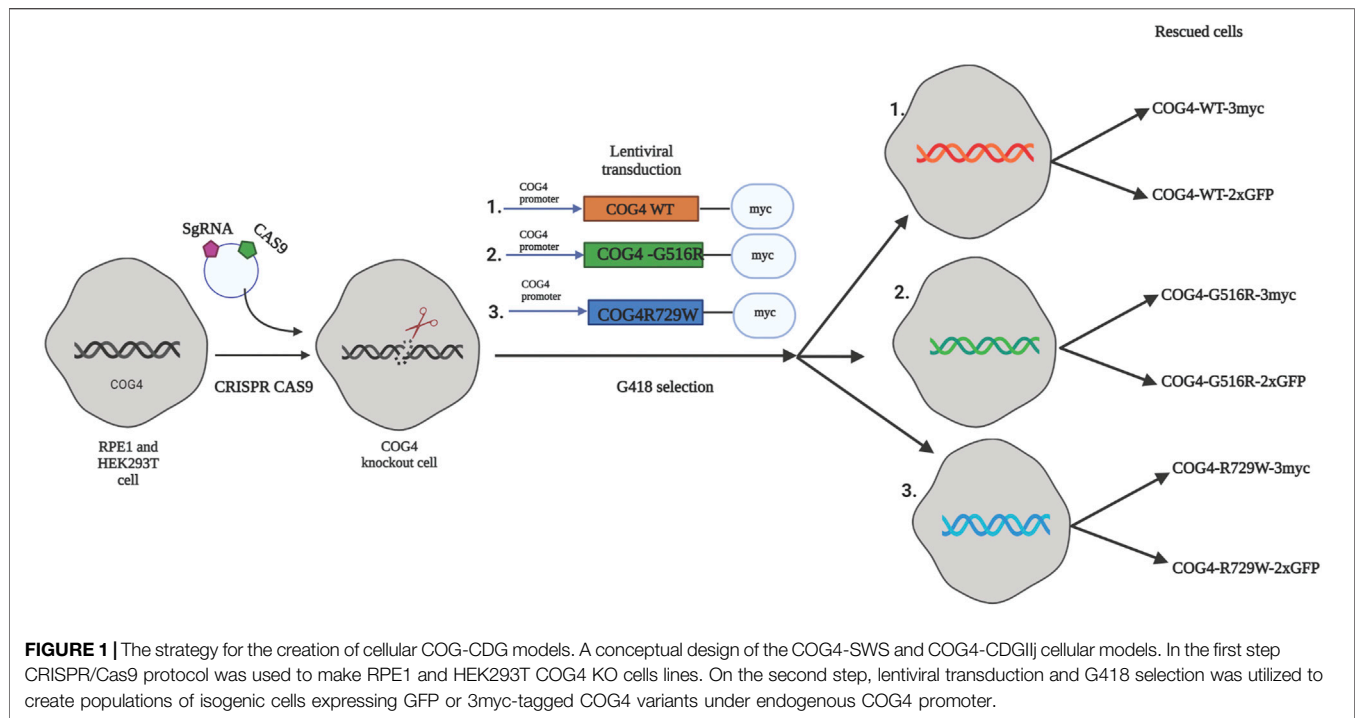 Rescued cells
SgRNA
CAS9
COG4
CRISPR CAS9
RPE1 and
HEK293T
cell
COG4
knockout cell
Lentiviral
transduction
1.
COG4
promoter
COG4 WT
myc
2.
COG4
promoter
COG4 -G516R
myc
3.
COG4
promoter
COG4R729W
myc
G418 selection
1.
COG4-WT-3myc
COG4-WT-2xGFP
2.
COG4-G516R-3myc
COG4-G516R-2xGFP
3.
COG4-R729W-3myc
COG4-R729W-2xGFP
FIGURE 1 | The strategy for the creation of cellular COG-CDG models. A conceptual design of the COG4-SWS and COG4-CDGIIj cellular models. In the first step
CRISPR/Cas9 protocol was used to make RPE1 and HEK293T COG4 KO cells lines. On the second step, lentiviral transduction and G418 selection was utilized to
create populations of isogenic cells expressing GFP or 3myc-tagged COG4 variants under endogenous COG4 promoter.